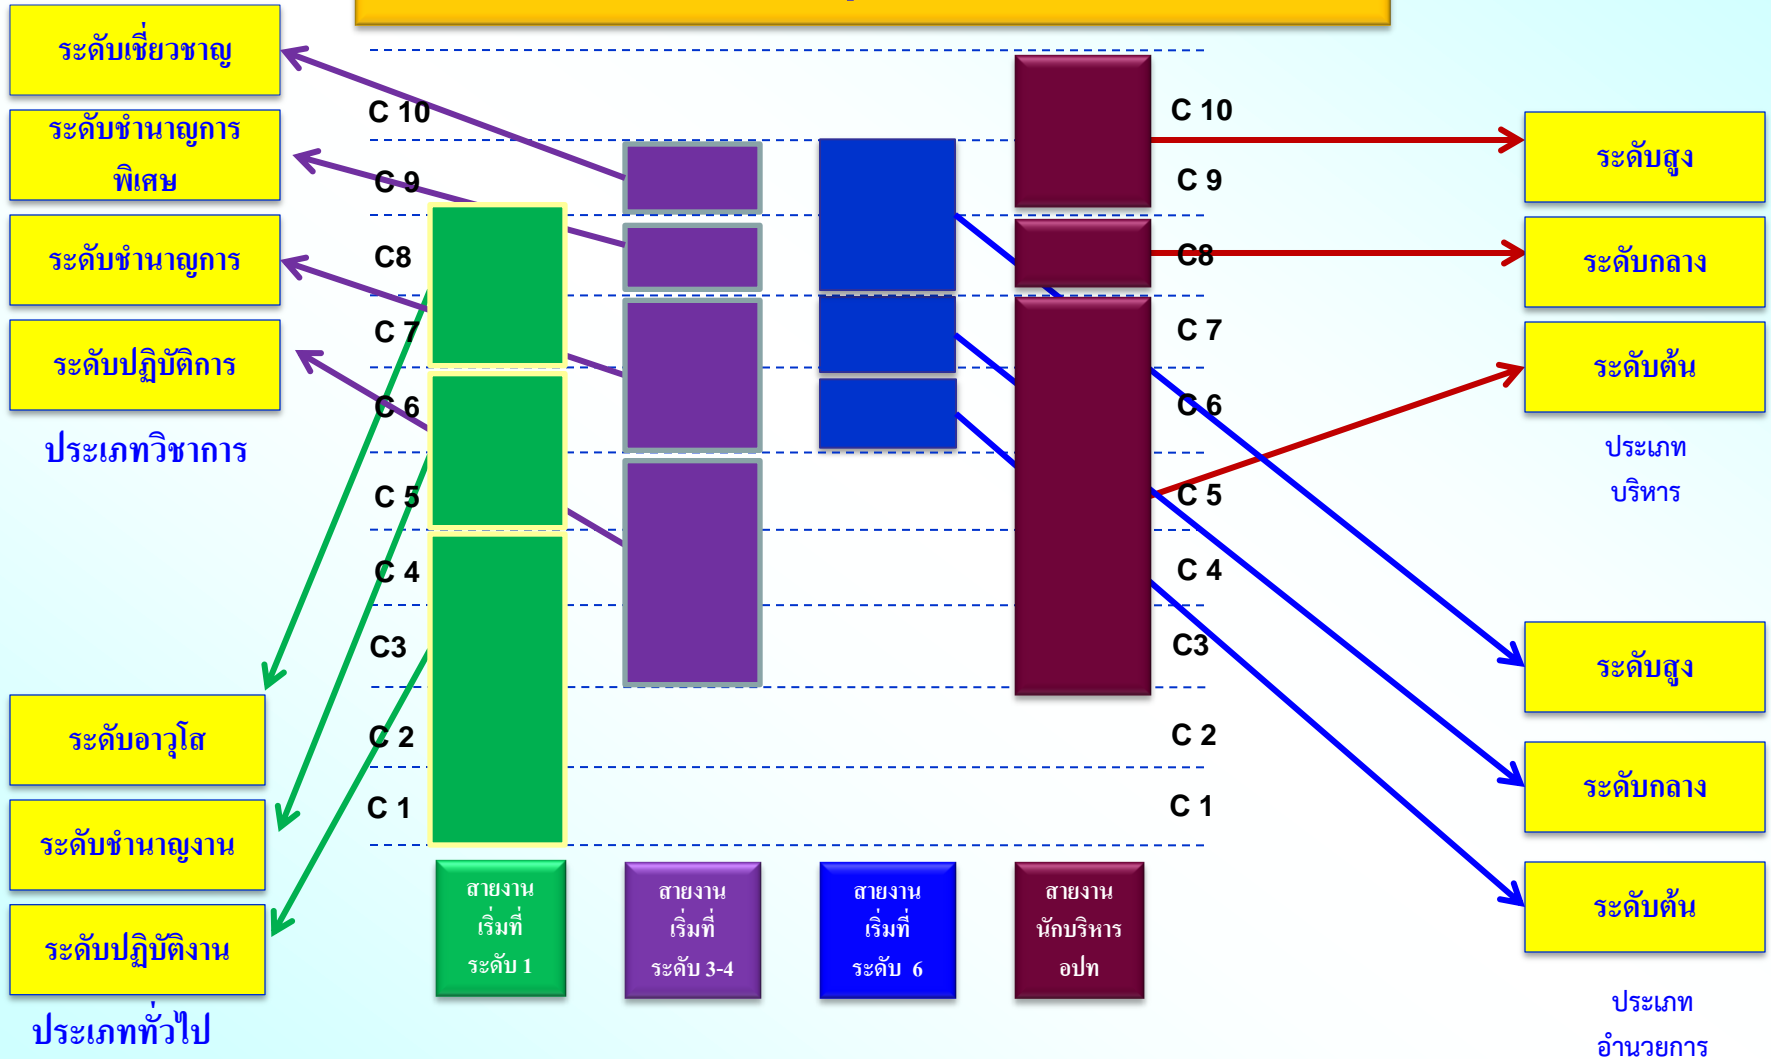 ระดับเชี่ยวชาญ
ระดับชำนาญการ
พิเศษ
ระดับชำนาญการ
ระดับปฏิบัติการ
ประเภทวิชาการ
ระดับอาวุโส
ระดับชำนาญงาน
ระดับปฏิบัติงาน
ประเภททั่วไป
C 10
C 9
C8
C 7
C 6
C 5
C 4
C3
C 2
C 1
สายงาน
เริ่มที่
ระดับ 1
สายงาน
เริ่มที่
ระดับ 3-4
สายงาน
เริ่มที่
ระดับ 6
สายงาน
นักบริหาร
อปท
C 10
C 9
C8
C 7
C 6
C 5
C 4
C3
C 2
C 1
ระดับสูง
ระดับกลาง
ระดับต้น
ประเภท
บริหาร
ระดับสูง
ระดับกลาง
ระดับต้น
ประเภท
อำนวยการ